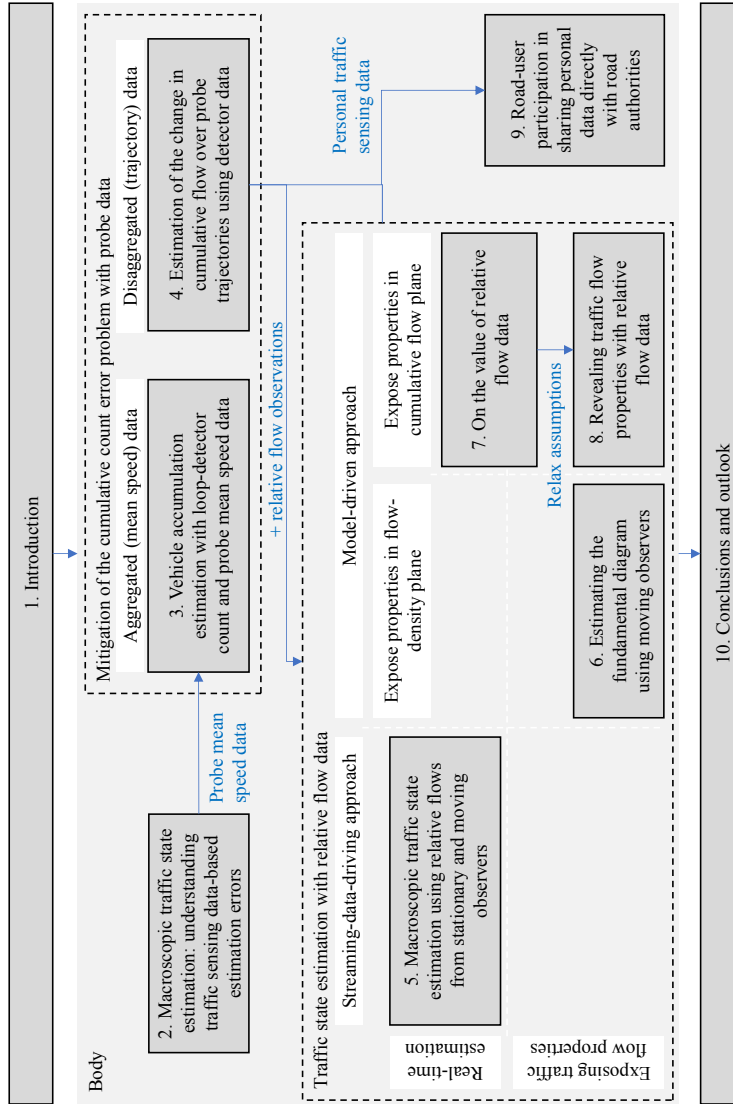 1. Introduction
Body
2. Macroscopic traffic state
estimation: understanding
traffic sensing data-based
estimation errors
Probe mean
speed data
Mitigation of the cumulative count error problem with probe data
Aggregated (mean speed) data
3. Vehicle accumulation
estimation with loop-detector
count and probe mean speed data
Disaggregated (trajectory) data
4. Estimation of the change in
cumulative flow over probe
trajectories using detector data
+ relative flow observations
Personal traffic
sensing data
9. Road-user
participation in
sharing personal
data directly
with road
authorities
Traffic state estimation with relative flow data
Streaming-data-driving approach
Model-driven approach
Expose properties in flow-
density plane
Expose properties in
cumulative flow plane
Real-time
estimation
5. Macroscopic traffic state
estimation using relative flows
from stationary and moving
observers
7. On the value of relative
flow data
Relax assumptions
Exposing traffic
flow properties
6. Estimating the
fundamental diagram
using moving observers
8. Revealing traffic flow
properties with relative
flow data
10. Conclusions and outlook